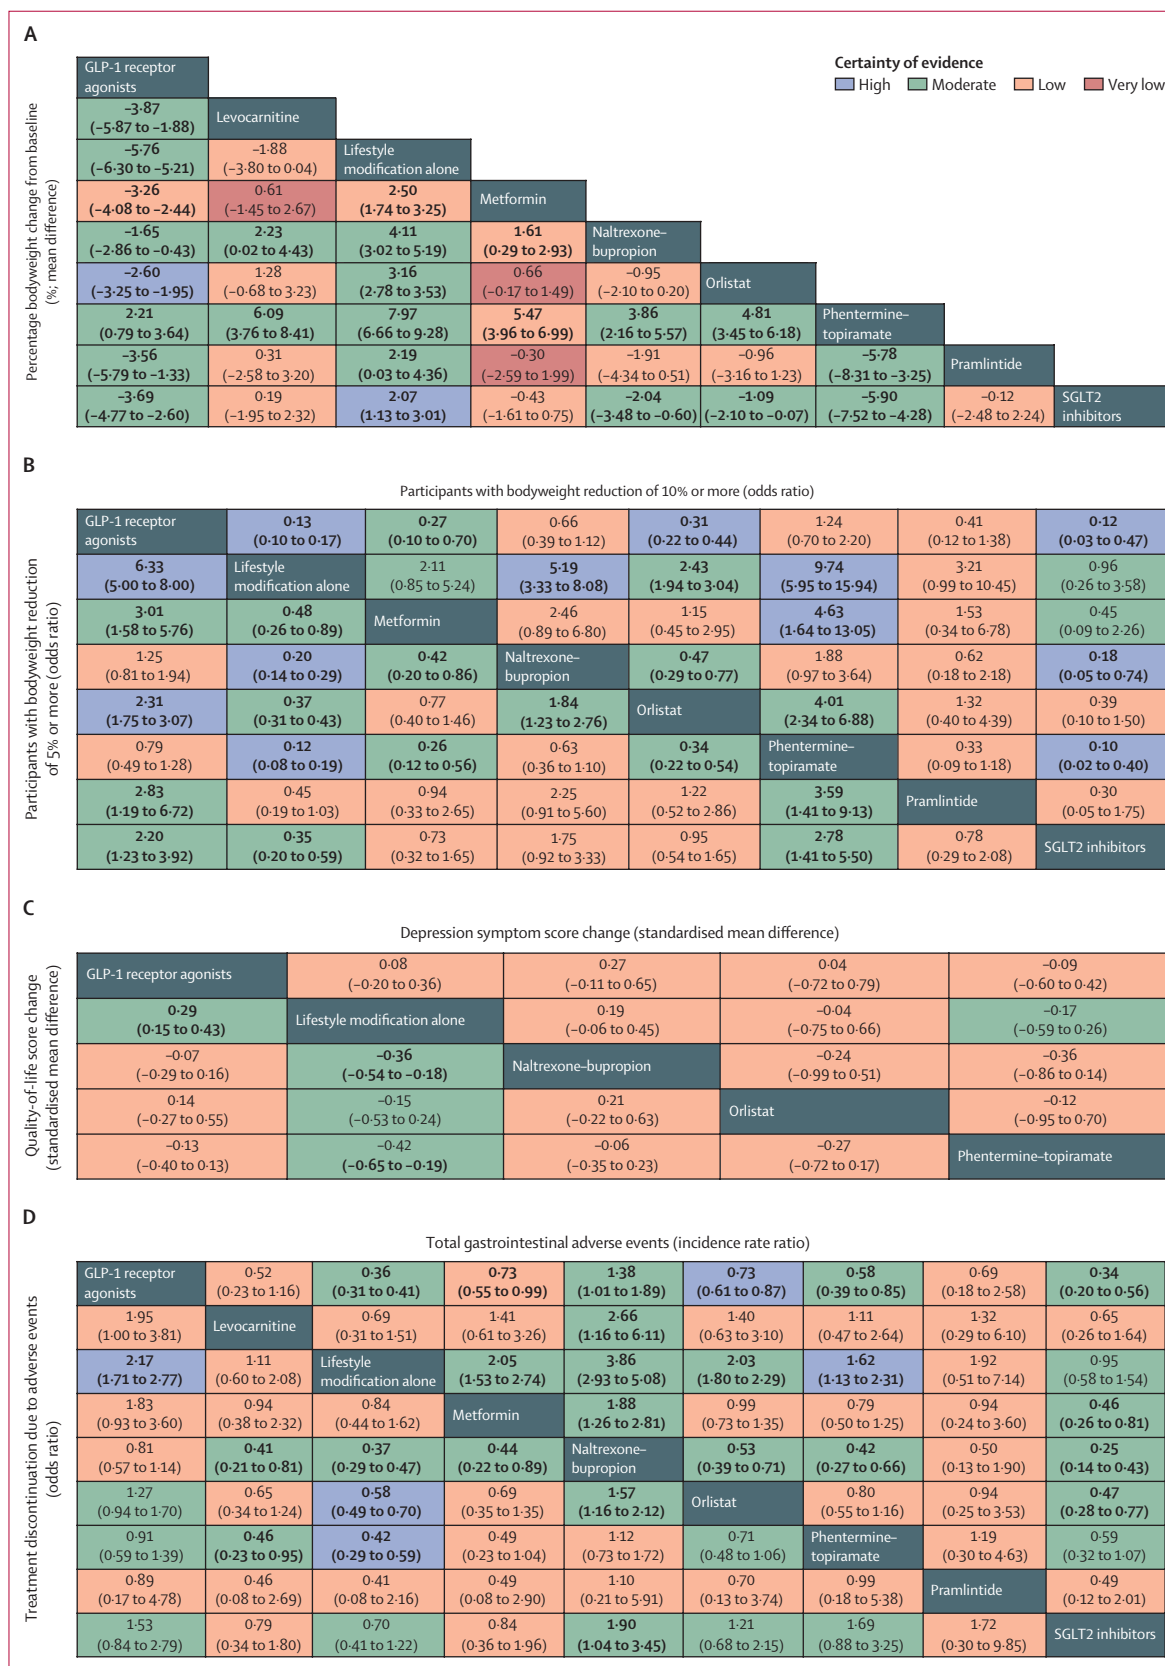 A
Certainty of evidence
High Moderate Low Very low
Percentage bodyweight change from baseline
(%; mean difference)
GLP-1 receptor
agonists
–3·87
(–5·87 to –1·88)
Levocarnitine
–5·76
(–6·30 to –5·21)
–1·88
(–3·80 to 0·04)
Lifestyle
modification alone
–3·26
(–4·08 to –2·44)
0·61
(–1·45 to 2·67)
2·50
(1·74 to 3·25)
Metformin
–1·65
(–2·86 to –0·43)
2·23
(0·02 to 4·43)
4·11
(3·02 to 5·19)
1·61
(0·29 to 2·93)
Naltrexone–
bupropion
–2·60
(–3·25 to –1·95)
1·28
(–0·68 to 3·23)
3·16
(2·78 to 3·53)
0·66
(–0·17 to 1·49)
–0·95
(–2·10 to 0·20)
Orlistat
2·21
(0·79 to 3·64)
6·09
(3·76 to 8·41)
7·97
(6·66 to 9·28)
5·47
(3·96 to 6·99)
3·86
(2·16 to 5·57)
4·81
(3·45 to 6·18)
Phentermine–
topiramate
–3·56
(–5·79 to –1·33)
0·31
(–2·58 to 3·20)
2·19
(0·03 to 4·36)
–0·30
(–2·59 to 1·99)
–1·91
(–4·34 to 0·51)
–0·96
(–3·16 to 1·23)
–5·78
(–8·31 to –3·25)
Pramlintide
–3·69
(–4·77 to –2·60)
0·19
(–1·95 to 2·32)
2·07
(1·13 to 3·01)
–0·43
(–1·61 to 0·75)
–2·04
(–3·48 to –0·60)
–1·09
(–2·10 to –0·07)
–5·90
(–7·52 to –4·28)
–0·12
(–2·48 to 2·24)
SGLT2
inhibitors
B
Participants with bodyweight reduction of 10% or more (odds ratio)
Participants with bodyweight reduction
of 5% or more (odds ratio)
GLP-1 receptor
agonists
0·13
(0·10 to 0·17)
0·27
(0·10 to 0·70)
0·66
(0·39 to 1·12)
0·31
(0·22 to 0·44)
1·24
(0·70 to 2·20)
0·41
(0·12 to 1·38)
0·12
(0·03 to 0·47)
6·33
(5·00 to 8·00)
Lifestyle
modification alone
2·11
(0·85 to 5·24)
5·19
(3·33 to 8·08)
2·43
(1·94 to 3·04)
9·74
(5·95 to 15·94)
3·21
(0·99 to 10·45)
0·96
(0·26 to 3·58)
3·01
(1·58 to 5·76)
0·48
(0·26 to 0·89)
Metformin
2·46
(0·89 to 6·80)
1·15
(0·45 to 2·95)
4·63
(1·64 to 13·05)
1·53
(0·34 to 6·78)
0·45
(0·09 to 2·26)
1·25
(0·81 to 1·94)
0·20
(0·14 to 0·29)
0·42
(0·20 to 0·86)
Naltrexone–
bupropion
0·47
(0·29 to 0·77)
1·88
(0·97 to 3·64)
0·62
(0·18 to 2·18)
0·18
(0·05 to 0·74)
2·31
(1·75 to 3·07)
0·37
(0·31 to 0·43)
0·77
(0·40 to 1·46)
1·84
(1·23 to 2·76)
Orlistat
4·01
(2·34 to 6·88)
1·32
(0·40 to 4·39)
0·39
(0·10 to 1·50)
0·79
(0·49 to 1·28)
0·12
(0·08 to 0·19)
0·26
(0·12 to 0·56)
0·63
(0·36 to 1·10)
0·34
(0·22 to 0·54)
Phentermine–
topiramate
0·33
(0·09 to 1·18)
0·10
(0·02 to 0·40)
2·83
(1·19 to 6·72)
0·45
(0·19 to 1·03)
0·94
(0·33 to 2·65)
2·25
(0·91 to 5·60)
1·22
(0·52 to 2·86)
3·59
(1·41 to 9·13)
Pramlintide
0·30
(0·05 to 1·75)
2·20
(1·23 to 3·92)
0·35
(0·20 to 0·59)
0·73
(0·32 to 1·65)
1·75
(0·92 to 3·33)
0·95
(0·54 to 1·65)
2·78
(1·41 to 5·50)
0·78
(0·29 to 2·08)
SGLT2 inhibitors
C
Depression symptom score change (standardised mean difference)
Quality-of-life score change
(standardised mean difference)
GLP-1 receptor agonists
0·08
(–0·20 to 0·36)
0·27
(–0·11 to 0·65)
0·04
(–0·72 to 0·79)
–0·09
(–0·60 to 0·42)
0·29
(0·15 to 0·43)
Lifestyle modification alone
0·19
(–0·06 to 0·45)
–0·04
(–0·75 to 0·66)
–0·17
(–0·59 to 0·26)
–0·07
(–0·29 to 0·16)
–0·36
(–0·54 to –0·18)
Naltrexone–bupropion
–0·24
(–0·99 to 0·51)
–0·36
(–0·86 to 0·14)
0·14
(–0·27 to 0·55)
–0·15
(–0·53 to 0·24)
0·21
(–0·22 to 0·63)
Orlistat
–0·12
(–0·95 to 0·70)
–0·13
(–0·40 to 0·13)
–0·42
(–0·65 to –0·19)
–0·06
(–0·35 to 0·23)
–0·27
(–0·72 to 0·17)
Phentermine–topiramate
D
Total gastrointestinal adverse events (incidence rate ratio)
Treatment discontinuation due to adverse events
(odds ratio)
GLP-1 receptor
agonists
0·52
(0·23 to 1·16)
0·36
(0·31 to 0·41)
0·73
(0·55 to 0·99)
1·38
(1·01 to 1·89)
0·73
(0·61 to 0·87)
0·58
(0·39 to 0·85)
0·69
(0·18 to 2·58)
0·34
(0·20 to 0·56)
1·95
(1·00 to 3·81)
Levocarnitine
0·69
(0·31 to 1·51)
1·41
(0·61 to 3·26)
2·66
(1·16 to 6·11)
1·40
(0·63 to 3·10)
1·11
(0·47 to 2·64)
1·32
(0·29 to 6·10)
0·65
(0·26 to 1·64)
2·17
(1·71 to 2·77)
1·11
(0·60 to 2·08)
Lifestyle
modification alone
2·05
(1·53 to 2·74)
3·86
(2·93 to 5·08)
2·03
(1·80 to 2·29)
1·62
(1·13 to 2·31)
1·92
(0·51 to 7·14)
0·95
(0·58 to 1·54)
1·83
(0·93 to 3·60)
0·94
(0·38 to 2·32)
0·84
(0·44 to 1·62)
Metformin
1·88
(1·26 to 2·81)
0·99
(0·73 to 1·35)
0·79
(0·50 to 1·25)
0·94
(0·24 to 3·60)
0·46
(0·26 to 0·81)
0·81
(0·57 to 1·14)
0·41
(0·21 to 0·81)
0·37
(0·29 to 0·47)
0·44
(0·22 to 0·89)
Naltrexone–
bupropion
0·53
(0·39 to 0·71)
0·42
(0·27 to 0·66)
0·50
(0·13 to 1·90)
0·25
(0·14 to 0·43)
1·27
(0·94 to 1·70)
0·65
(0·34 to 1·24)
0·58
(0·49 to 0·70)
0·69
(0·35 to 1·35)
1·57
(1·16 to 2·12)
Orlistat
0·80
(0·55 to 1·16)
0·94
(0·25 to 3·53)
0·47
(0·28 to 0·77)
0·91
(0·59 to 1·39)
0·46
(0·23 to 0·95)
0·42
(0·29 to 0·59)
0·49
(0·23 to 1·04)
1·12
(0·73 to 1·72)
0·71
(0·48 to 1·06)
Phentermine–
topiramate
1·19
(0·30 to 4·63)
0·59
(0·32 to 1·07)
0·89
(0·17 to 4·78)
0·46
(0·08 to 2·69)
0·41
(0·08 to 2·16)
0·49
(0·08 to 2·90)
1·10
(0·21 to 5·91)
0·70
(0·13 to 3·74)
0·99
(0·18 to 5·38)
Pramlintide
0·49
(0·12 to 2·01)
1·53
(0·84 to 2·79)
0·79
(0·34 to 1·80)
0·70
(0·41 to 1·22)
0·84
(0·36 to 1·96)
1·90
(1·04 to 3·45)
1·21
(0·68 to 2·15)
1·69
(0·88 to 3·25)
1·72
(0·30 to 9·85)
SGLT2 inhibitors